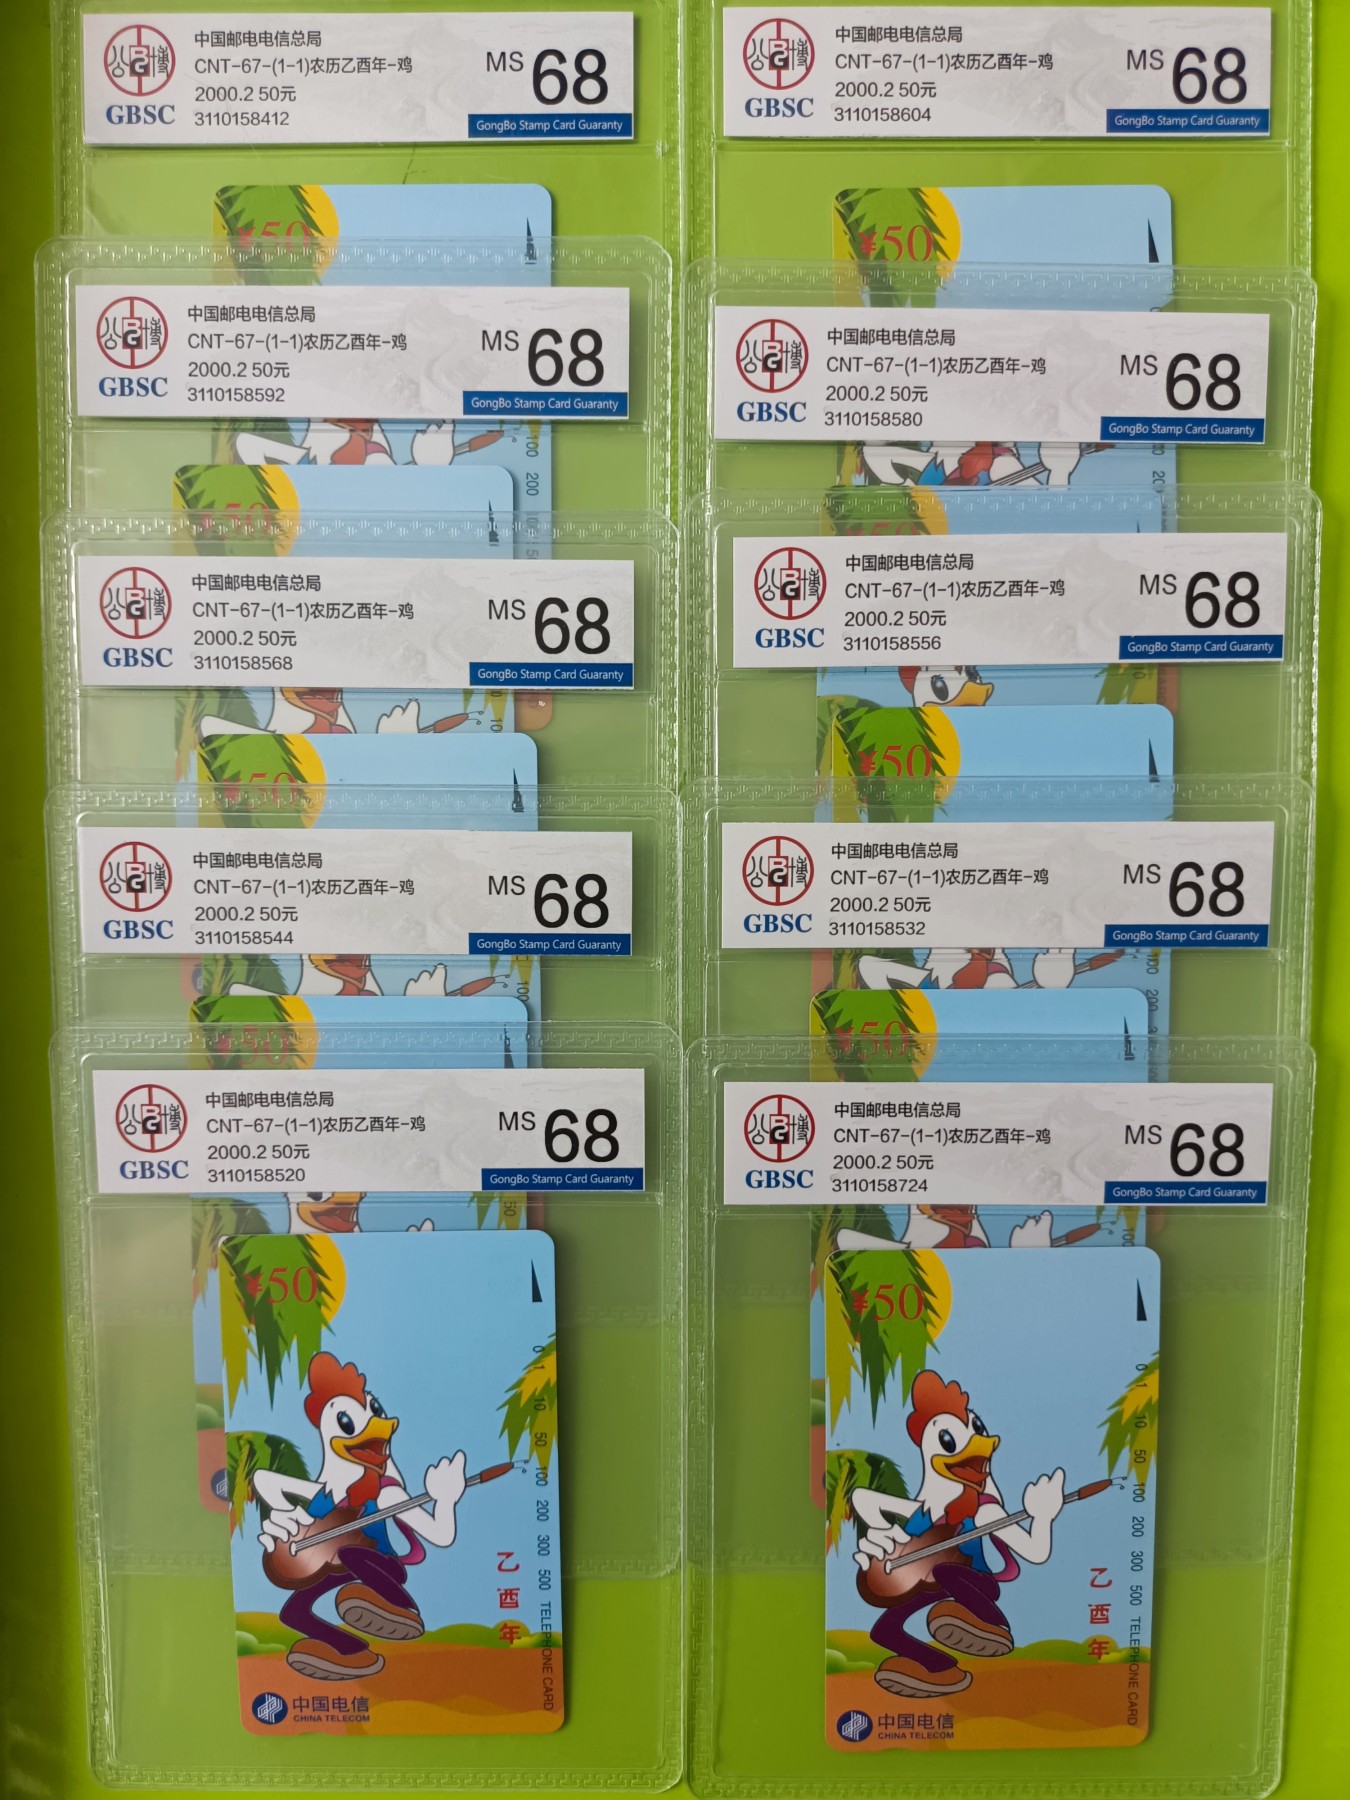 中国邮电电信总局
CNT-67-(1-1)农历乙酉年-鸡
2000.2 50元
3110158412
GBSC
MS 68
GongBo Stamp Card Guaranty
¥50
中国邮电电信总局
CNT-67-(1-1)农历乙酉年-鸡
2000.2 50元
3110158604
GBSC
MS 68
GongBo Stamp Card Guaranty
¥50
中国邮电电信总局
CNT-67-(1-1)农历乙酉年-鸡
2000.2 50元
3110158592
GBSC
MS 68
GongBo Stamp Card Guaranty
100 200
¥50
中国邮电电信总局
CNT-67-(1-1)农历乙酉年-鸡
2000.2 50元
3110158580
GBSC
MS 68
GongBo Stamp Card Guaranty
¥50
中国邮电电信总局
CNT-67-(1-1)农历乙酉年-鸡
2000.2 50元
3110158568
GBSC
MS 68
GongBo Stamp Card Guaranty
¥50
中国邮电电信总局
CNT-67-(1-1)农历乙酉年-鸡
2000.2 50元
3110158556
GBSC
MS 68
GongBo Stamp Card Guaranty
¥50
中国邮电电信总局
CNT-67-(1-1)农历乙酉年-鸡
2000.2 50元
3110158544
GBSC
MS 68
GongBo Stamp Card Guaranty
100
¥50
中国邮电电信总局
CNT-67-(1-1)农历乙酉年-鸡
2000.2 50元
3110158532
GBSC
MS 68
GongBo Stamp Card Guaranty
100 200
¥50
中国邮电电信总局
CNT-67-(1-1)农历乙酉年-鸡
2000.2 50元
3110158520
GBSC
MS 68
GongBo Stamp Card Guaranty
¥50
0 1 10 50 100 200 300 500 TELEPHONE CARD
乙酉年
中国电信
CHINA TELECOM
中国邮电电信总局
CNT-67-(1-1)农历乙酉年-鸡
2000.2 50元
3110158724
GBSC
MS 68
GongBo Stamp Card Guaranty
¥50
0 1 10 50 100 200 300 500 TELEPHONE CARD
乙酉年
中国电信
CHINA TELECOM